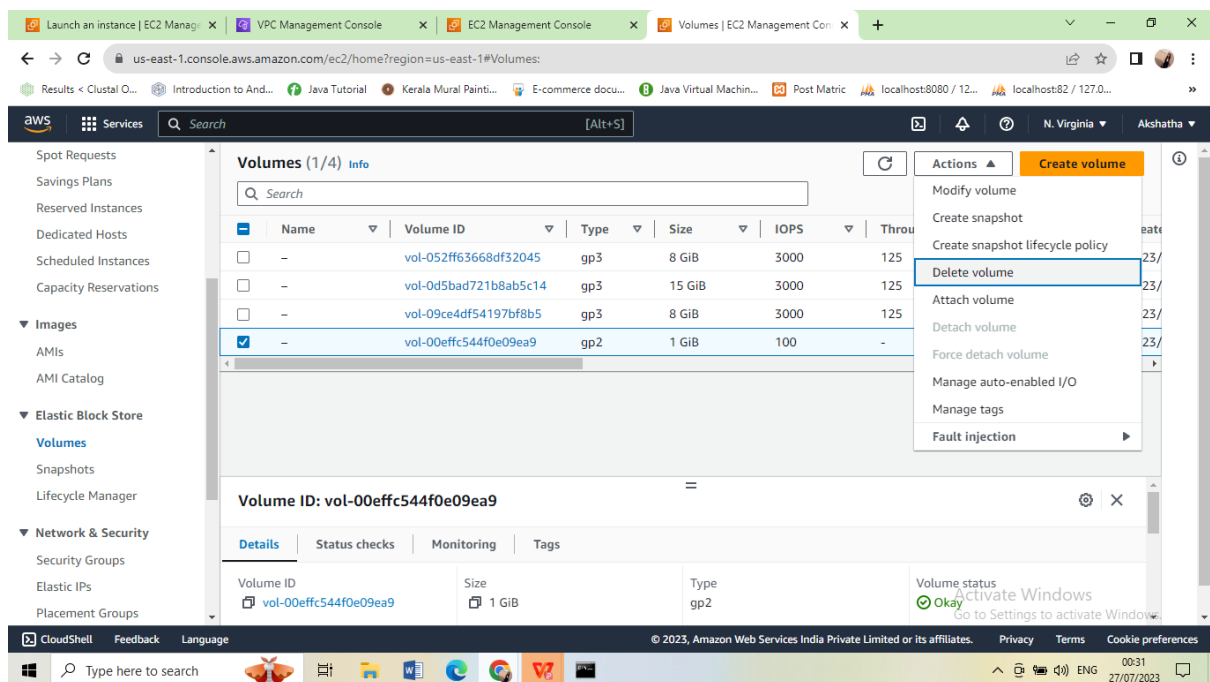 Launch an instance | EC2 Manage
VPC Management Console
EC2 Management Console
Volumes | EC2 Management Con
us-east-1.console.aws.amazon.com/ec2/home?region=us-east-1#Volumes:
Results < Clustal O...
Introduction to And...
Java Tutorial
Kerala Mural Painti...
E-commerce docu...
Java Virtual Machin...
Post Matric
localhost:8080 / 12...
localhost:82 / 127.0...
»
aws
Services
Search
[Alt+S]
N. Virginia
Akshatha
Spot Requests
Savings Plans
Reserved Instances
Dedicated Hosts
Scheduled Instances
Capacity Reservations
Images
AMIs
AMI Catalog
Elastic Block Store
Volumes
Snapshots
Lifecycle Manager
Network & Security
Security Groups
Elastic IPs
Placement Groups
Volumes (1/4) Info
Actions
Create volume
Search
Name Volume ID Type Size IOPS Throu eate
– vol-052ff63668df32045 gp3 8 GiB 3000 125 23/
– vol-0d5bad721b8ab5c14 gp3 15 GiB 3000 125 23/
– vol-09ce4df54197bf8b5 gp3 8 GiB 3000 125 23/
– vol-00effc544f0e09ea9 gp2 1 GiB 100 - 23/
Modify volume
Create snapshot
Create snapshot lifecycle policy
Delete volume
Attach volume
Detach volume
Force detach volume
Manage auto-enabled I/O
Manage tags
Fault injection
Volume ID: vol-00effc544f0e09ea9
Details
Status checks
Monitoring
Tags
Volume ID Size Type Volume status
vol-00effc544f0e09ea9 1 GiB gp2 Okay
Activate Windows
Go to Settings to activate Windows.
CloudShell Feedback Language © 2023, Amazon Web Services India Private Limited or its affiliates. Privacy Terms Cookie preferences
Type here to search
ENG
00:31
27/07/2023